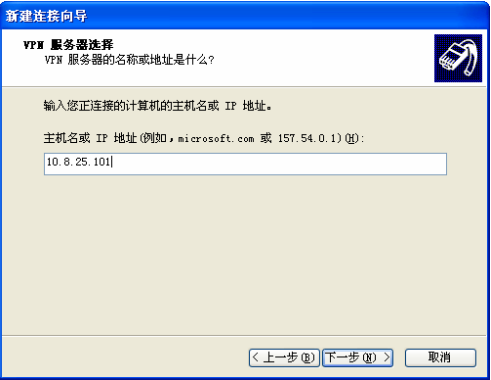 新建连接向导
VPN 服务器选择
VPN 服务器的名称或地址是什么?
输入您正连接的计算机的主机名或 IP 地址。
主机名或 IP 地址(例如，microsoft.com 或 157.54.0.1)(H):
10.8.25.101
< 上一步(B) 下一步(N) > 取消